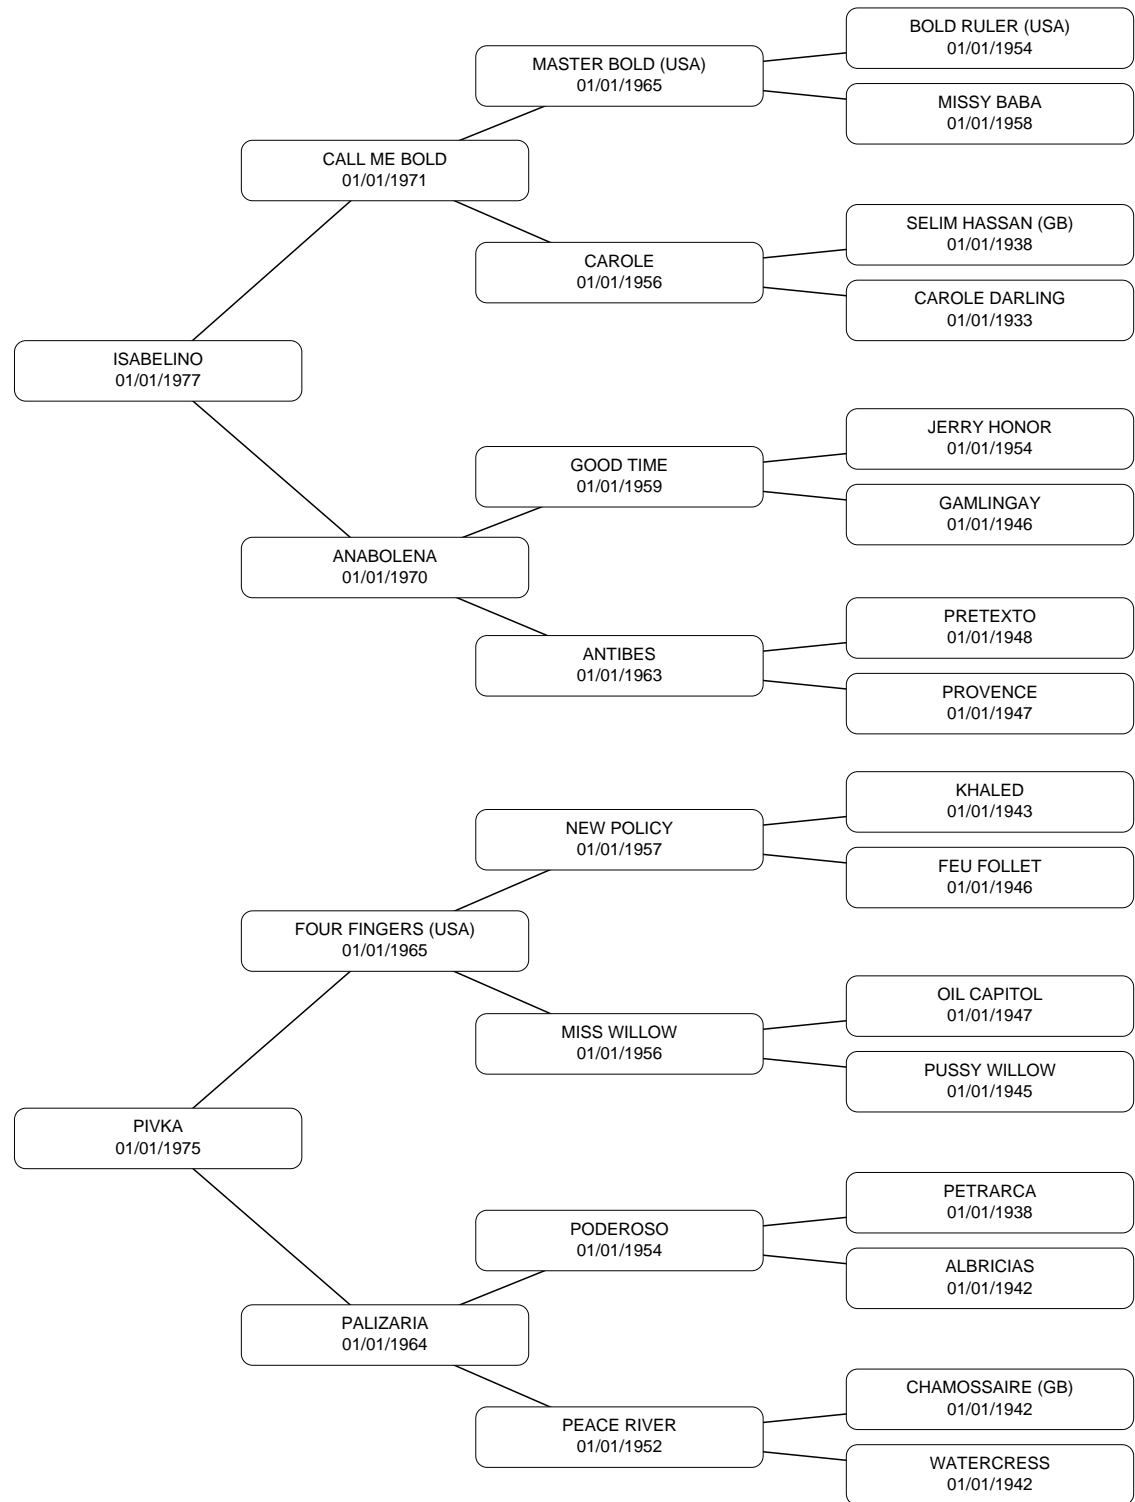 BOLD RULER (USA)
01/01/1954
MASTER BOLD (USA)
01/01/1965
MISSY BABA
01/01/1958
CALL ME BOLD
01/01/1971
SELIM HASSAN (GB)
01/01/1938
CAROLE
01/01/1956
CAROLE DARLING
01/01/1933
ISABELINO
01/01/1977
JERRY HONOR
01/01/1954
GOOD TIME
01/01/1959
GAMLINGAY
01/01/1946
ANABOLENA
01/01/1970
PRETEXTO
01/01/1948
ANTIBES
01/01/1963
PROVENCE
01/01/1947
KHALED
01/01/1943
NEW POLICY
01/01/1957
FEU FOLLET
01/01/1946
FOUR FINGERS (USA)
01/01/1965
OIL CAPITOL
01/01/1947
MISS WILLOW
01/01/1956
PUSSY WILLOW
01/01/1945
PIVKA
01/01/1975
PETRARCA
01/01/1938
PODEROSO
01/01/1954
ALBRICIAS
01/01/1942
PALIZARIA
01/01/1964
CHAMOSSAIRE (GB)
01/01/1942
PEACE RIVER
01/01/1952
WATERCRESS
01/01/1942